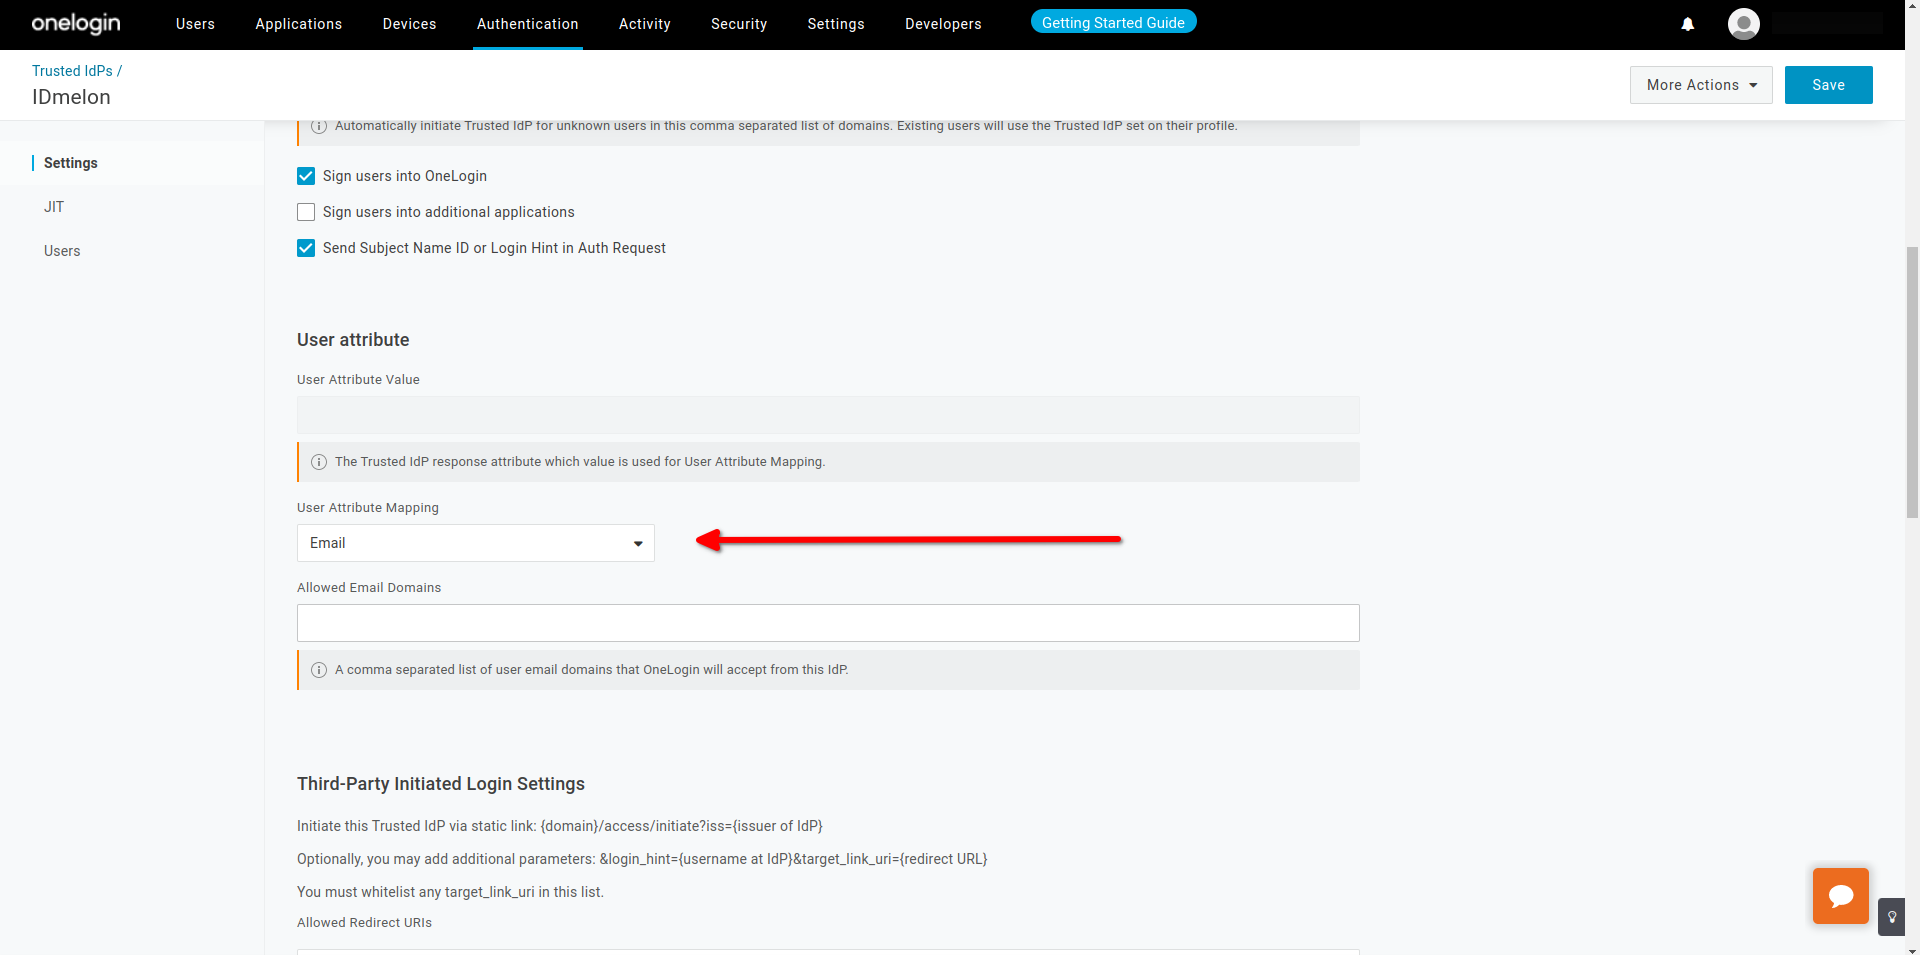 onelogin
Users
Applications
Devices
Authentication
Activity
Security
Settings
Developers
Getting Started Guide
Trusted IdPs /
IDmelon
More Actions
Save
Settings
JIT
Users
Automatically initiate Trusted IdP for unknown users in this comma separated list of domains. Existing users will use the Trusted IdP set on their profile.
Sign users into OneLogin
Sign users into additional applications
Send Subject Name ID or Login Hint in Auth Request
User attribute
User Attribute Value
The Trusted IdP response attribute which value is used for User Attribute Mapping.
User Attribute Mapping
Email
Allowed Email Domains
A comma separated list of user email domains that OneLogin will accept from this IdP.
Third-Party Initiated Login Settings
Initiate this Trusted IdP via static link: {domain}/access/initiate?iss={issuer of IdP}
Optionally, you may add additional parameters: &login_hint={username at IdP}&target_link_uri={redirect URL}
You must whitelist any target_link_uri in this list.
Allowed Redirect URIs